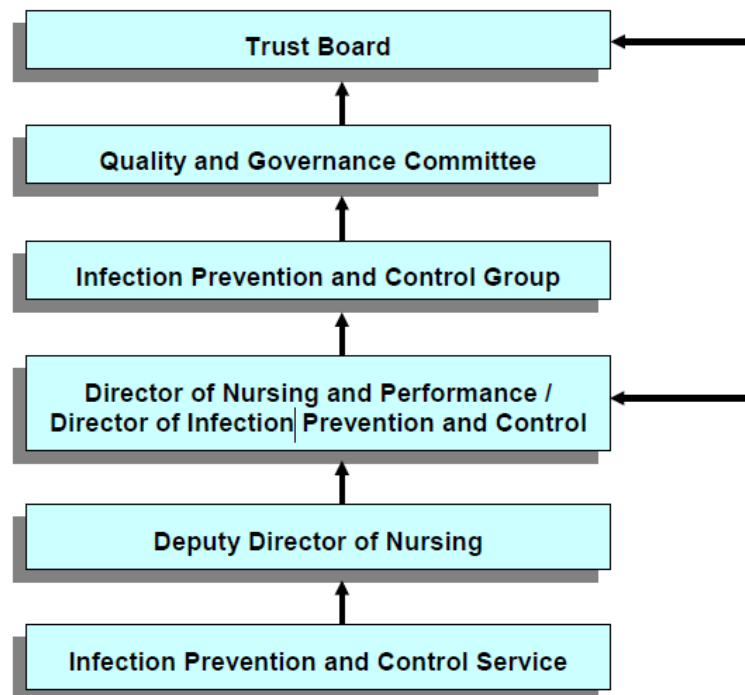 Trust Board
Quality and Governance Committee
Infection Prevention and Control Group
Director of Nursing and Performance /
Director of Infection Prevention and Control
Deputy Director of Nursing
Infection Prevention and Control Service